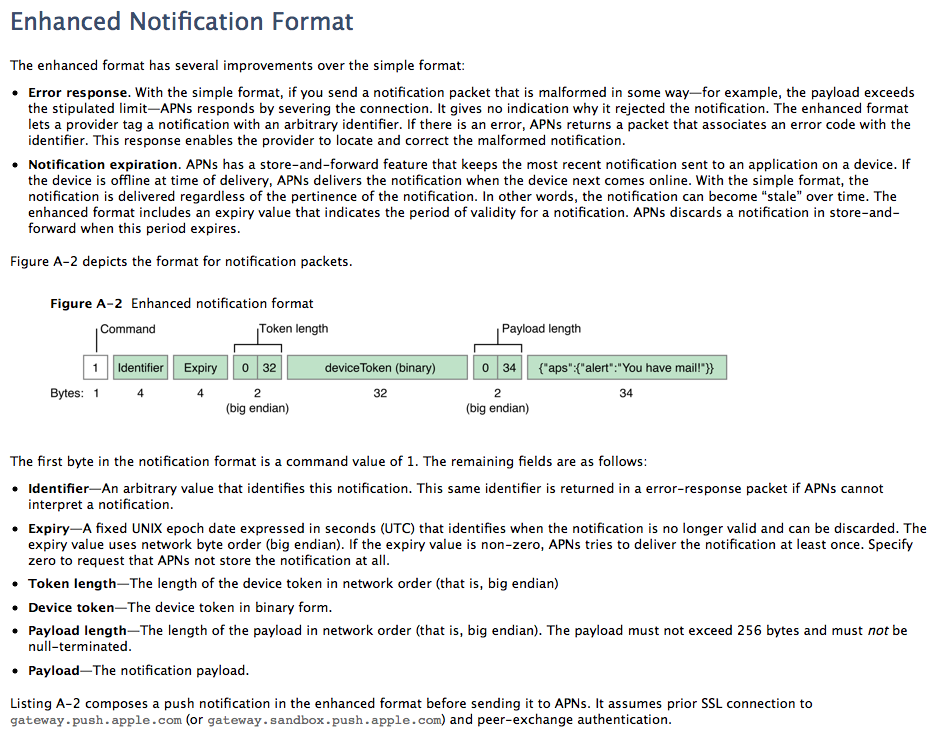 Enhanced Notification Format
The enhanced format has several improvements over the simple format:
• Error response. With the simple format, if you send a notification packet that is malformed in some way—for example, the payload exceeds
the stipulated limit—APNs responds by severing the connection. It gives no indication why it rejected the notification. The enhanced format
lets a provider tag a notification with an arbitrary identifier. If there is an error, APNs returns a packet that associates an error code with the
identifier. This response enables the provider to locate and correct the malformed notification.
• Notification expiration. APNs has a store-and-forward feature that keeps the most recent notification sent to an application on a device. If
the device is offline at time of delivery, APNs delivers the notification when the device next comes online. With the simple format, the
notification is delivered regardless of the pertinence of the notification. In other words, the notification can become “stale” over time. The
enhanced format includes an expiry value that indicates the period of validity for a notification. APNs discards a notification in store-and-
forward when this period expires.
Figure A-2 depicts the format for notification packets.
Figure A-2 Enhanced notification format
Command Token length Payload length
1 Identifier Expiry 0 32 deviceToken (binary) 0 34 {"aps":{"alert":"You have mail!"}}
Bytes: 1 4 4 2 32 2 34
(big endian) (big endian)
The first byte in the notification format is a command value of 1. The remaining fields are as follows:
• Identifier—An arbitrary value that identifies this notification. This same identifier is returned in a error-response packet if APNs cannot
interpret a notification.
• Expiry—A fixed UNIX epoch date expressed in seconds (UTC) that identifies when the notification is no longer valid and can be discarded. The
expiry value uses network byte order (big endian). If the expiry value is non-zero, APNs tries to deliver the notification at least once. Specify
zero to request that APNs not store the notification at all.
• Token length—The length of the device token in network order (that is, big endian)
• Device token—The device token in binary form.
• Payload length—The length of the payload in network order (that is, big endian). The payload must not exceed 256 bytes and must not be
null-terminated.
• Payload—The notification payload.
Listing A-2 composes a push notification in the enhanced format before sending it to APNs. It assumes prior SSL connection to
gateway.push.apple.com (or gateway.sandbox.push.apple.com) and peer-exchange authentication.